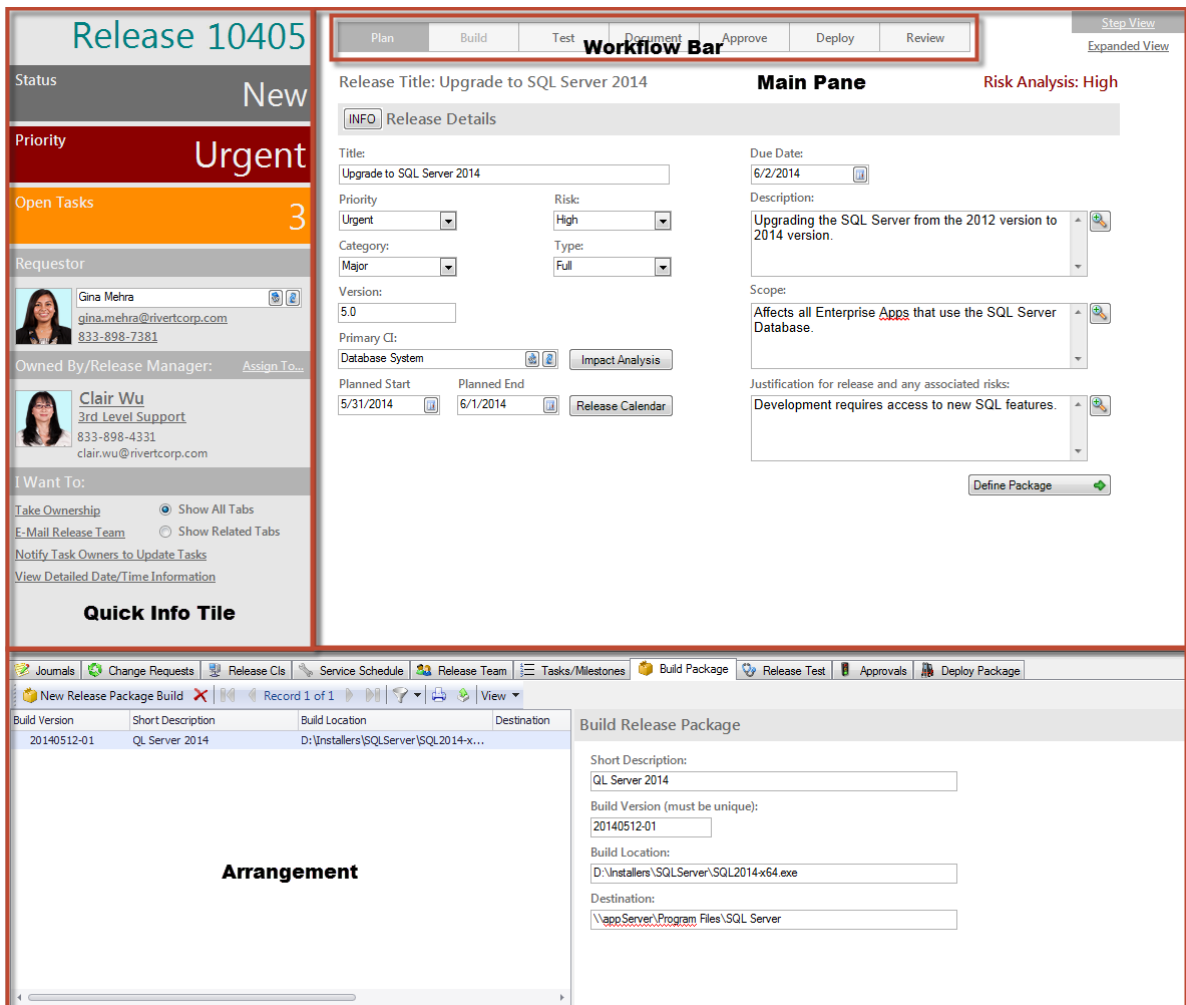 Release 10405
Status
New
Priority
Urgent
Open Tasks
3
Requestor
Gina Mehra
gina.mehra@rivertcorp.com
833-898-7381
Owned By/Release Manager: Assign To...
Clair Wu
3rd Level Support
833-898-4331
clair.wu@rivertcorp.com
I Want To:
Take Ownership Show All Tabs
E-Mail Release Team Show Related Tabs
Notify Task Owners to Update Tasks
View Detailed Date/Time Information
Quick Info Tile
Plan Build Test Document Approve Deploy Review
Workflow Bar
Step View
Expanded View
Release Title: Upgrade to SQL Server 2014
Main Pane
Risk Analysis: High
INFO Release Details
Title:
Upgrade to SQL Server 2014
Priority Risk:
Urgent High
Category: Type:
Major Full
Version:
5.0
Primary CI:
Database System Impact Analysis
Planned Start Planned End
5/31/2014 6/1/2014 Release Calendar
Due Date:
6/2/2014
Description:
Upgrading the SQL Server from the 2012 version to
2014 version.
Scope:
Affects all Enterprise Apps that use the SQL Server
Database.
Justification for release and any associated risks:
Development requires access to new SQL features.
Define Package
Journals Change Requests Release CIs Service Schedule Release Team Tasks/Milestones Build Package Release Test Approvals Deploy Package
New Release Package Build Record 1 of 1 View
Build Version Short Description Build Location Destination
20140512-01 QL Server 2014 D:\Installers\SQLServer\SQL2014-x...
Arrangement
Build Release Package
Short Description:
QL Server 2014
Build Version (must be unique):
20140512-01
Build Location:
D:\Installers\SQLServer\SQL2014-x64.exe
Destination:
\\appServer\Program Files\SQL Server